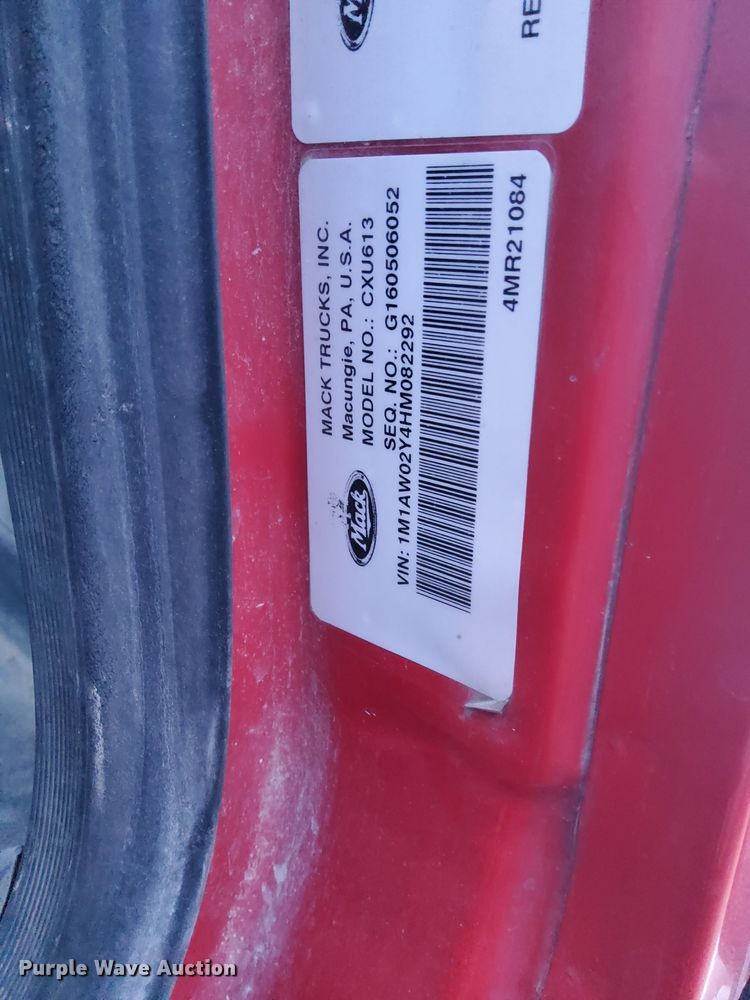 Mack
RE
MACK TRUCKS, INC.
Macungie, PA, U.S.A.
MODEL NO.: CXU613
SEQ. NO.: G160506052
Mack
VIN: 1M1AW02Y4HM082292
4MR21084
Purple Wave Auction